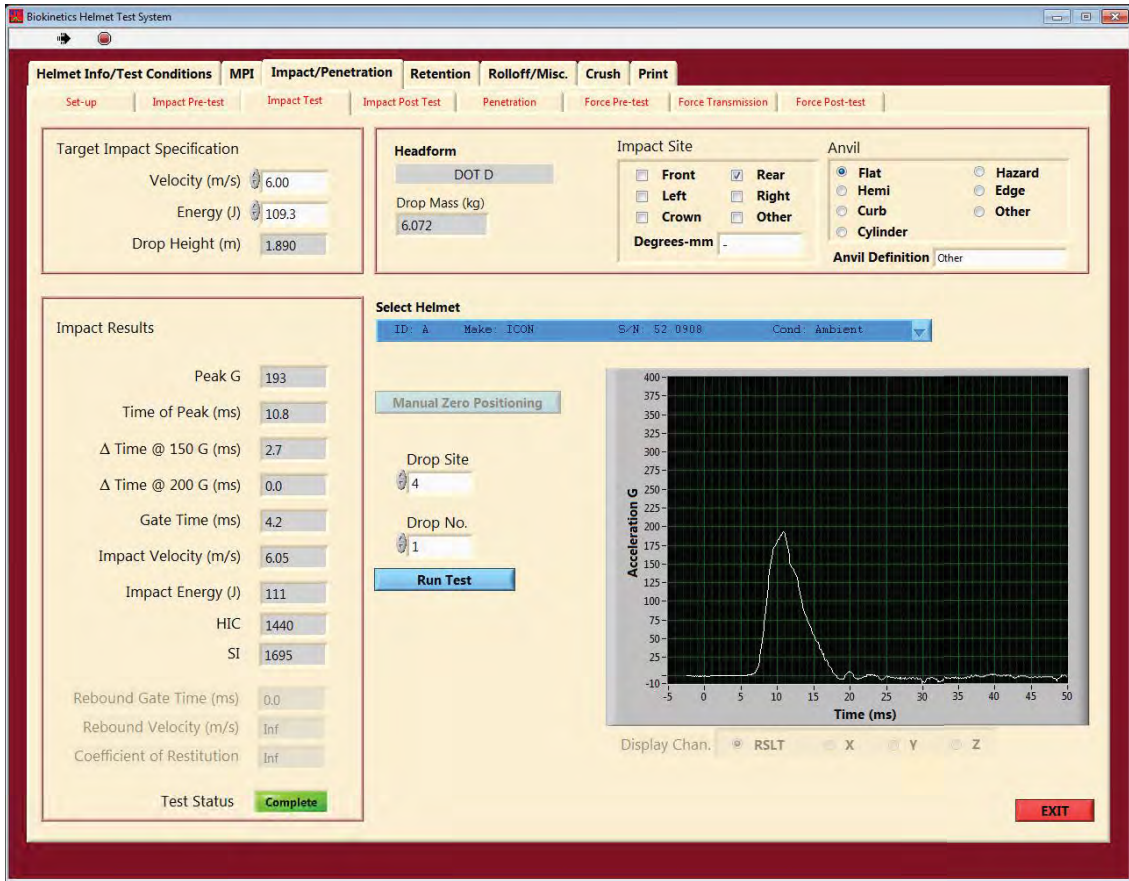 Biokinetics Helmet Test System
Helmet Info/Test Conditions MPI Impact/Penetration Retention Rolloff/Misc. Crush Print
Set-up Impact Pre-test Impact Test Impact Post Test Penetration Force Pre-test Force Transmission Force Post-test
Target Impact Specification
Velocity (m/s) 6.00
Energy (J) 109.3
Drop Height (m) 1.890
Headform
DOT D
Drop Mass (kg)
6.072
Impact Site
Front Rear
Left Right
Crown Other
Degrees-mm -
Anvil
Flat Hazard
Hemi Edge
Curb Other
Cylinder
Anvil Definition Other
Select Helmet
ID: A Make: ICON S/N: 52 0908 Cond: Ambient
Impact Results
Peak G 193
Time of Peak (ms) 10.8
Δ Time @ 150 G (ms) 2.7
Δ Time @ 200 G (ms) 0.0
Gate Time (ms) 4.2
Impact Velocity (m/s) 6.05
Impact Energy (J) 111
HIC 1440
SI 1695
Rebound Gate Time (ms) 0.0
Rebound Velocity (m/s) Inf
Coefficient of Restitution Inf
Test Status Complete
Manual Zero Positioning
Drop Site
4
Drop No.
1
Run Test
Acceleration G
400
375
350
325
300
275
250
225
200
175
150
125
100
75
50
25
-10
-5 0 5 10 15 20 25 30 35 40 45 50
Time (ms)
Display Chan. RSLT X Y Z
EXIT